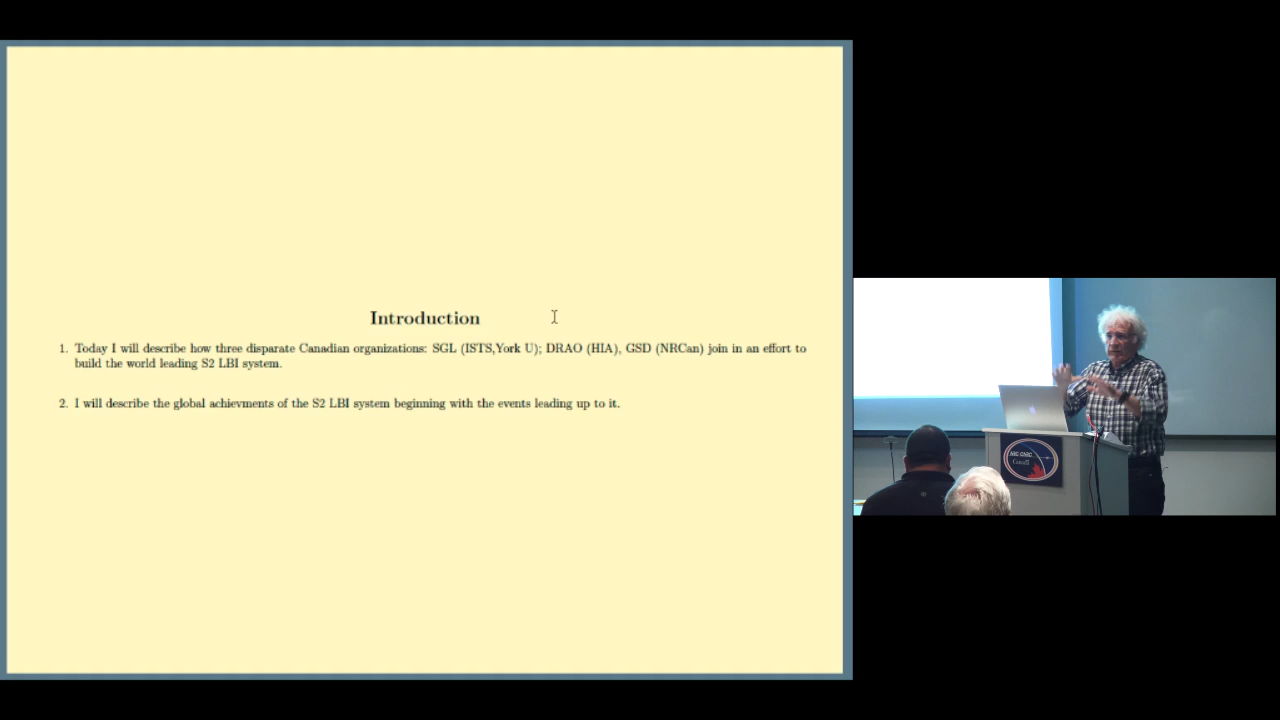 Introduction
1. Today I will describe how three disparate Canadian organizations: SGL (ISTS,York U); DRAO (HIA), GSD (NRCan) join in an effort to
build the world leading S2 LBI system.
2. I will describe the global achievments of the S2 LBI system beginning with the events leading up to it.
Canada